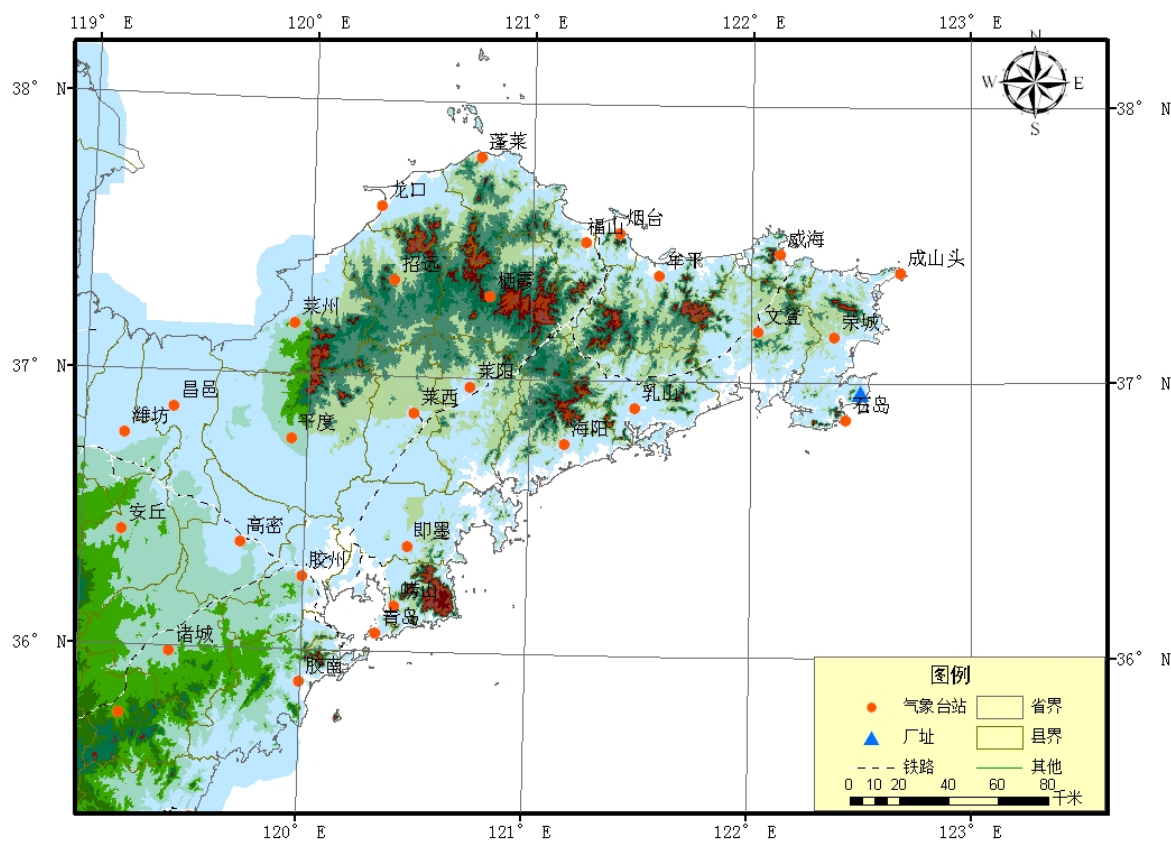 119° E
120° E
121° E
122° E
123° E
N
W
E
S
38° N
38° N
蓬莱
龙口
福山
烟台
招远
牟平
威海
成山头
栖霞
莱州
文登
荣城
37° N
37° N
莱阳
莱西
昌邑
乳山
石岛
潍坊
平度
海阳
安丘
高密
即墨
胶州
崂山
青岛
36° N
36° N
诸城
胶南
图例
气象台站
省界
厂址
县界
铁路
其他
0 10 20 40 60 80
千米
120° E
121° E
122° E
123° E